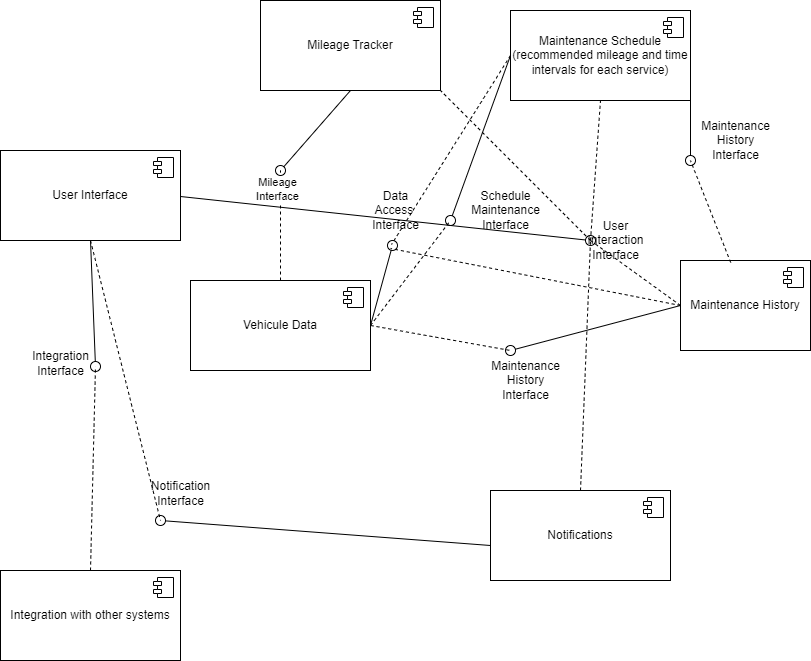 Mileage Tracker
Maintenance Schedule
(recommended mileage and time
intervals for each service)
Maintenance
History
Interface
User Interface
Mileage
Interface
Data
Access
Interface
Schedule
Maintenance
Interface
User
Interaction
Interface
Vehicule Data
Maintenance History
Integration
Interface
Maintenance
History
Interface
Notification
Interface
Notifications
Integration with other systems